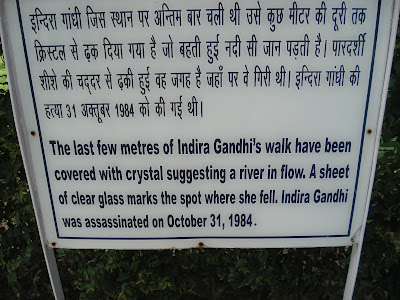 इन्दिरा गांधी जिस स्थान पर अन्तिम बार चली थी उसे कुछ मीटर की दूरी तक
क्रिस्टल से ढ़क दिया गया है जो बहती हुई नदी सी जान पड़ती है। पारदर्शी
शीशे की चद्दर से ढ़की हुई वह जगह है जहाँ पर वे गिरी थी। इन्दिरा गांधी की
हत्या 31 अक्तूबर 1984 को की गई थी।
The last few metres of Indira Gandhi's walk have been
covered with crystal suggesting a river in flow. A sheet
of clear glass marks the spot where she fell. Indira Gandhi
was assassinated on October 31, 1984.